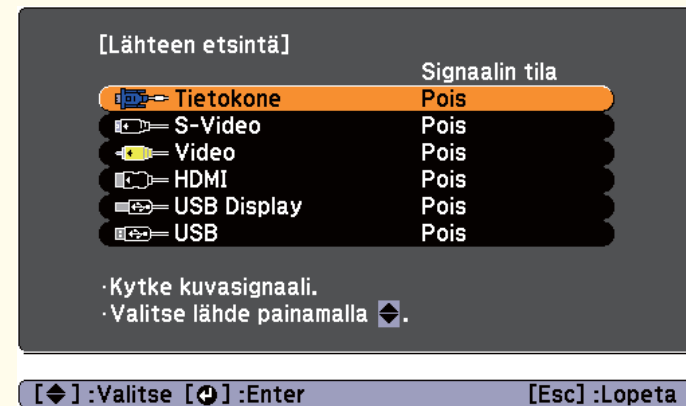 [Lähteen etsintä]
Signaalin tila
Tietokone Pois
S-Video Pois
Video Pois
HDMI Pois
USB Display Pois
USB Pois
·Kytke kuvasignaali.
·Valitse lähde painamalla .
[ ] :Valitse [ ] :Enter [Esc] :Lopeta